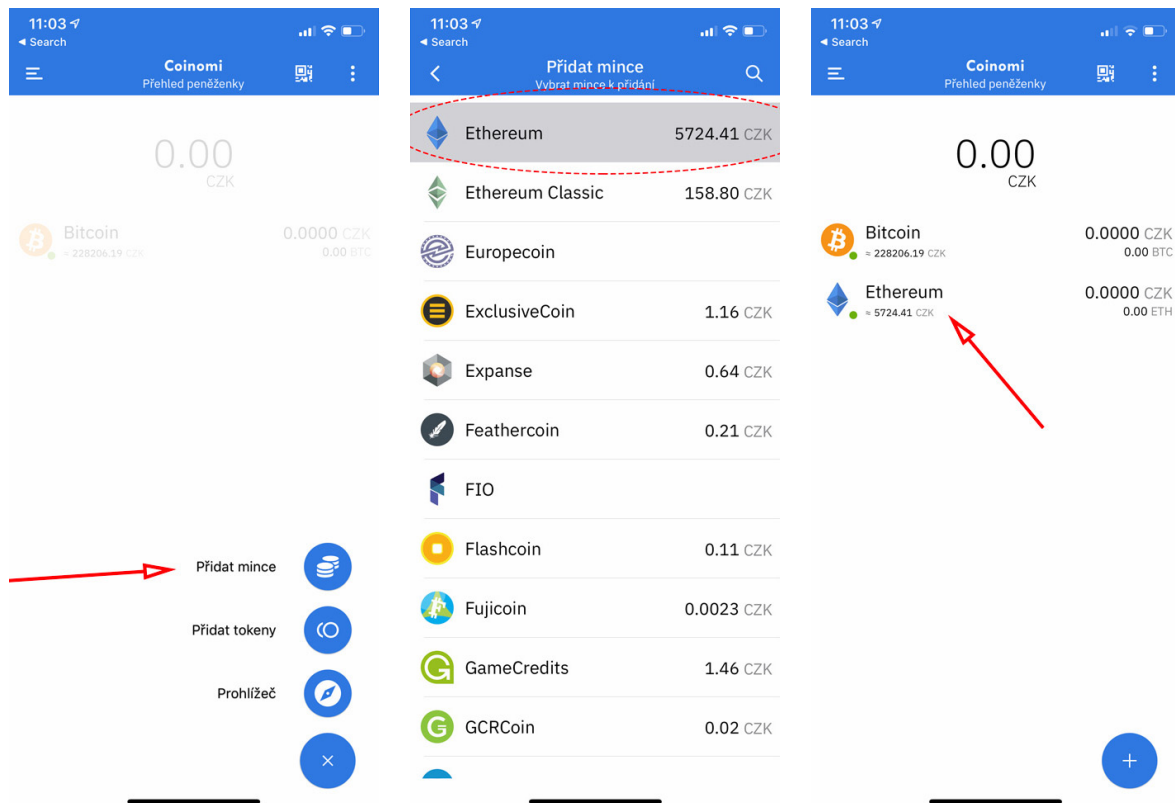 11:03
Search
Coinomi
Přehled peněženky
0.00
CZK
Bitcoin
0.0000 CZK
≈ 228206.19 CZK
0.00 BTC
Přidat mince
Přidat tokeny
Prohlížeč
11:03
Search
Přidat mince
Vybrat mince k přidání
Ethereum
5724.41 CZK
Ethereum Classic
158.80 CZK
Europecoin
ExclusiveCoin
1.16 CZK
Expanse
0.64 CZK
Feathercoin
0.21 CZK
FIO
Flashcoin
0.11 CZK
Fujicoin
0.0023 CZK
GameCredits
1.46 CZK
GCRCoin
0.02 CZK
11:03
Search
Coinomi
Přehled peněženky
0.00
CZK
Bitcoin
0.0000 CZK
≈ 228206.19 CZK
0.00 BTC
Ethereum
0.0000 CZK
≈ 5724.41 CZK
0.00 ETH